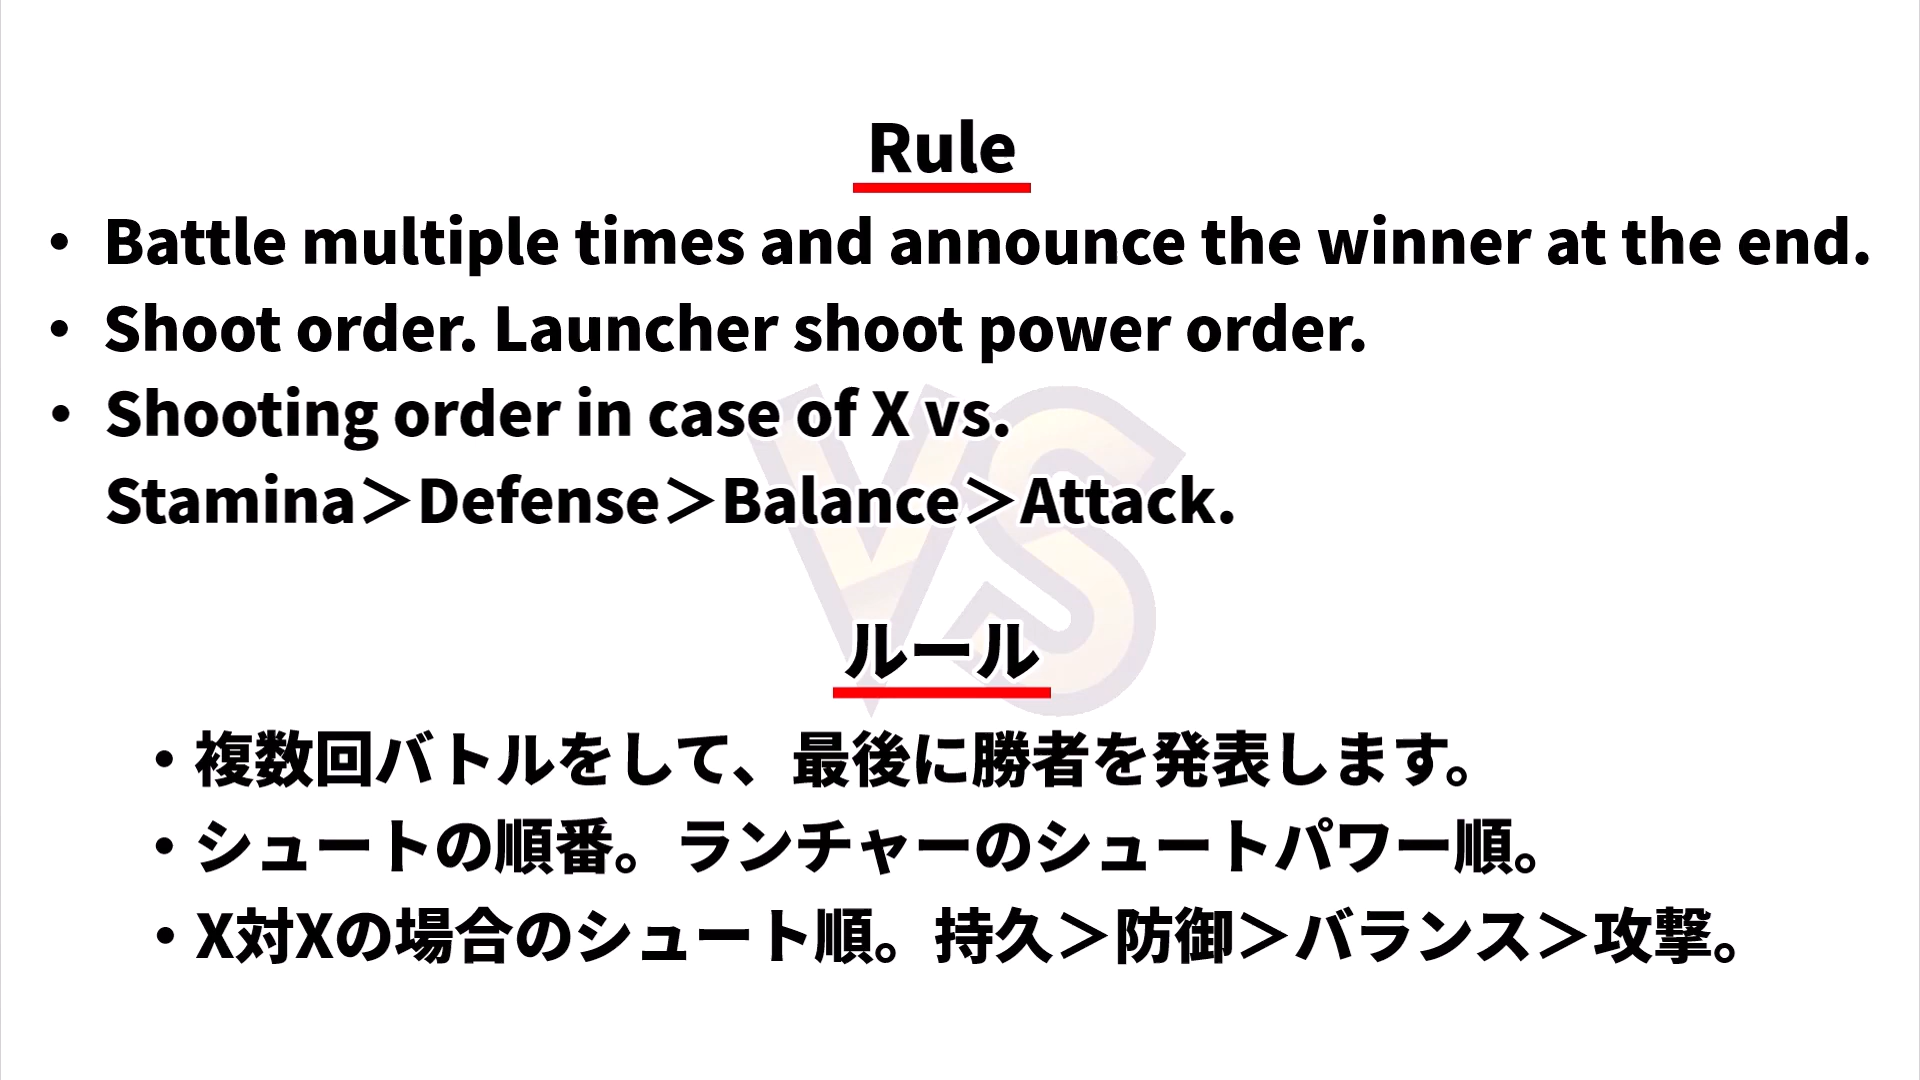 Rule
• Battle multiple times and announce the winner at the end.
• Shoot order. Launcher shoot power order.
• Shooting order in case of X vs.
Stamina＞Defense＞Balance＞Attack.
VS
ルール
・複数回バトルをして、最後に勝者を発表します。
・シュートの順番。ランチャーのシュートパワー順。
・X対Xの場合のシュート順。持久＞防御＞バランス＞攻撃。